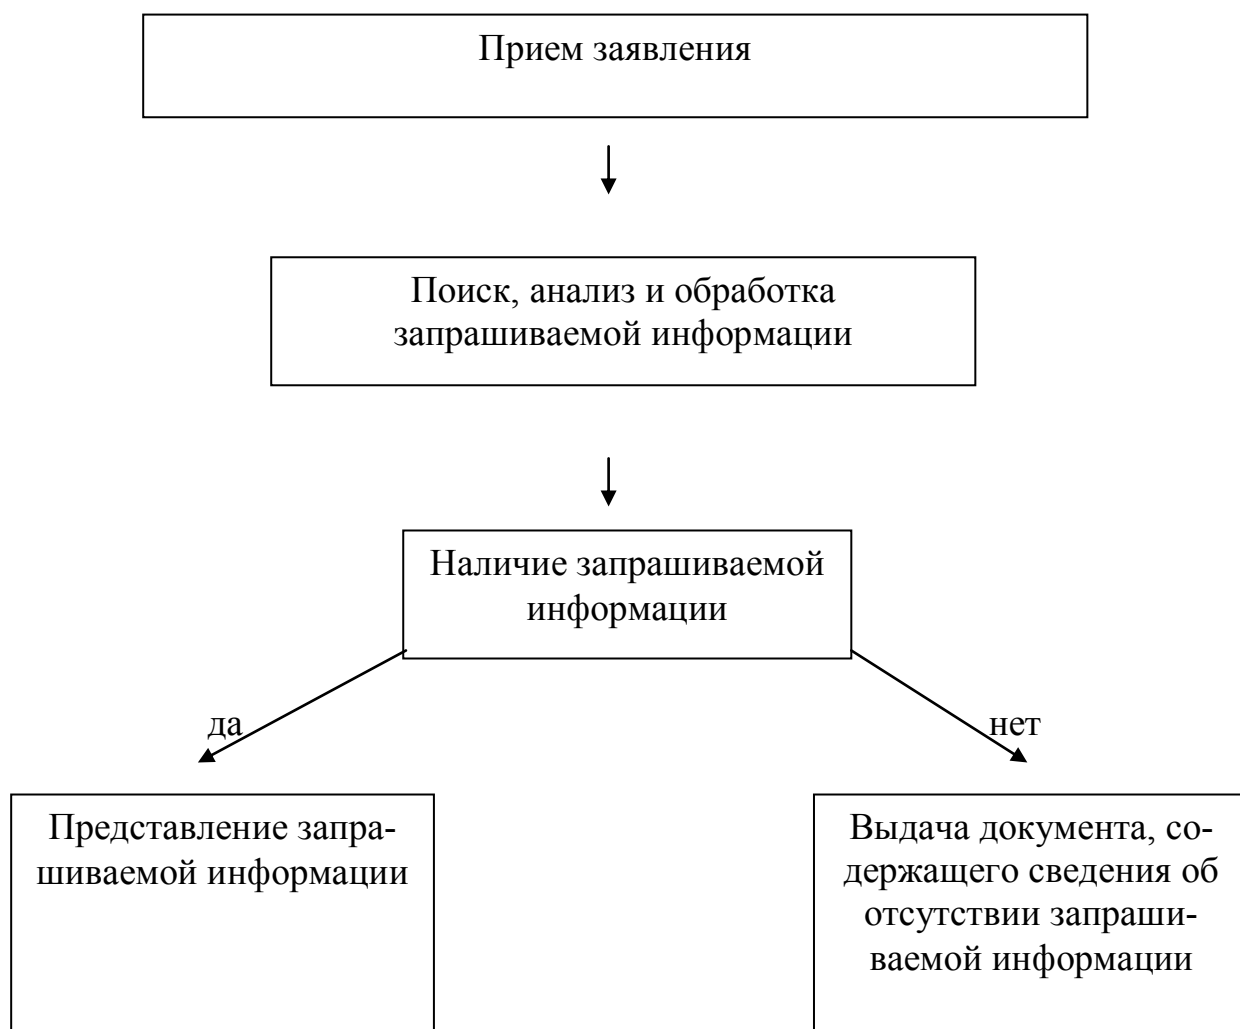 Прием заявления
Поиск, анализ и обработка
запрашиваемой информации
Наличие запрашиваемой
информации
да
нет
Представление запра-
шиваемой информации
Выдача документа, со-
держащего сведения об
отсутствии запраши-
ваемой информации